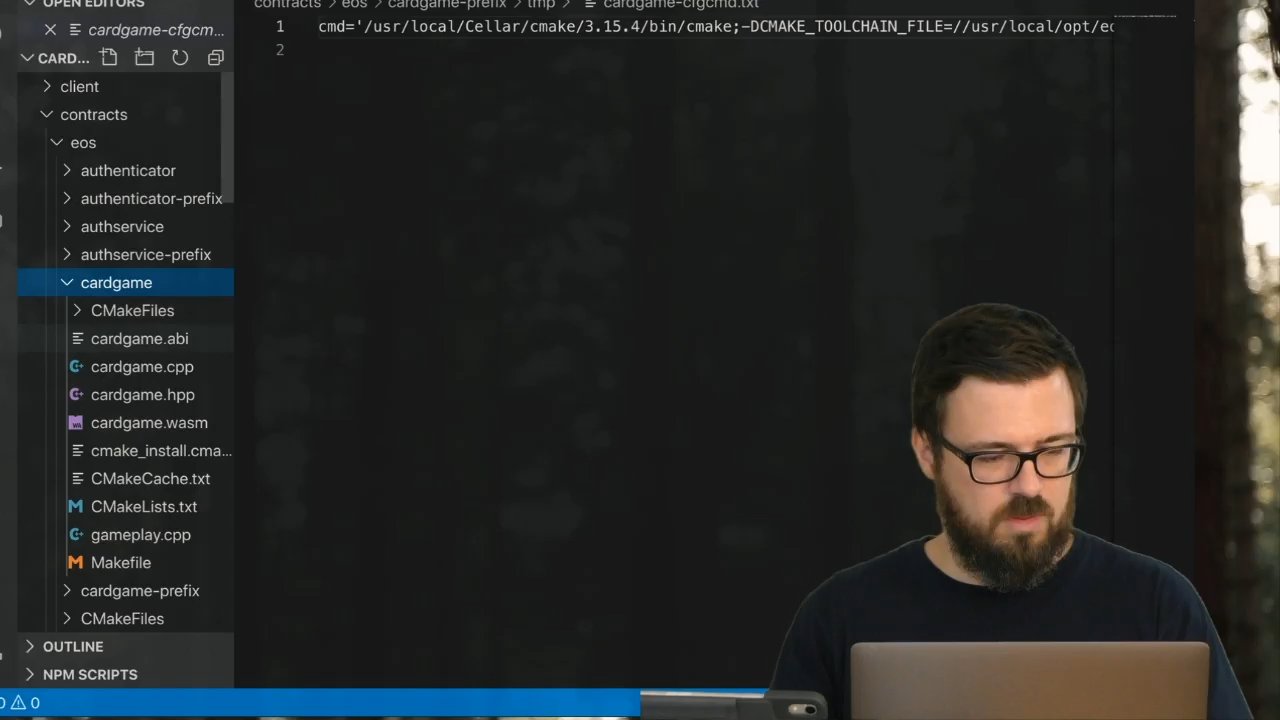 OPEN EDITORS
cardgame-cfgcm...
CARD...
client
contracts
eos
authenticator
authenticator-prefix
authservice
authservice-prefix
cardgame
CMakeFiles
cardgame.abi
cardgame.cpp
cardgame.hpp
cardgame.wasm
cmake_install.cma...
CMakeCache.txt
CMakeLists.txt
gameplay.cpp
Makefile
cardgame-prefix
CMakeFiles
OUTLINE
NPM SCRIPTS
0
contracts > eos > cardgame-prefix > tmp > cardgame-cfgcmd.txt
1 cmd='/usr/local/Cellar/cmake/3.15.4/bin/cmake;-DCMAKE_TOOLCHAIN_FILE=//usr/local/opt/eo
2